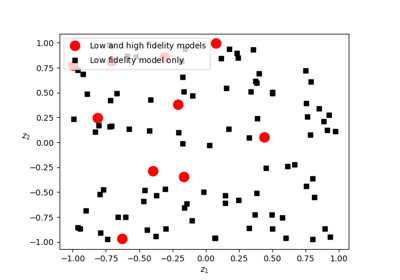 Low and high fidelity models
Low fidelity model only
1.00
0.75
0.50
0.25
0.00
−0.25
−0.50
−0.75
−1.00
z2
−1.00 −0.75 −0.50 −0.25 0.00 0.25 0.50 0.75 1.00
z1